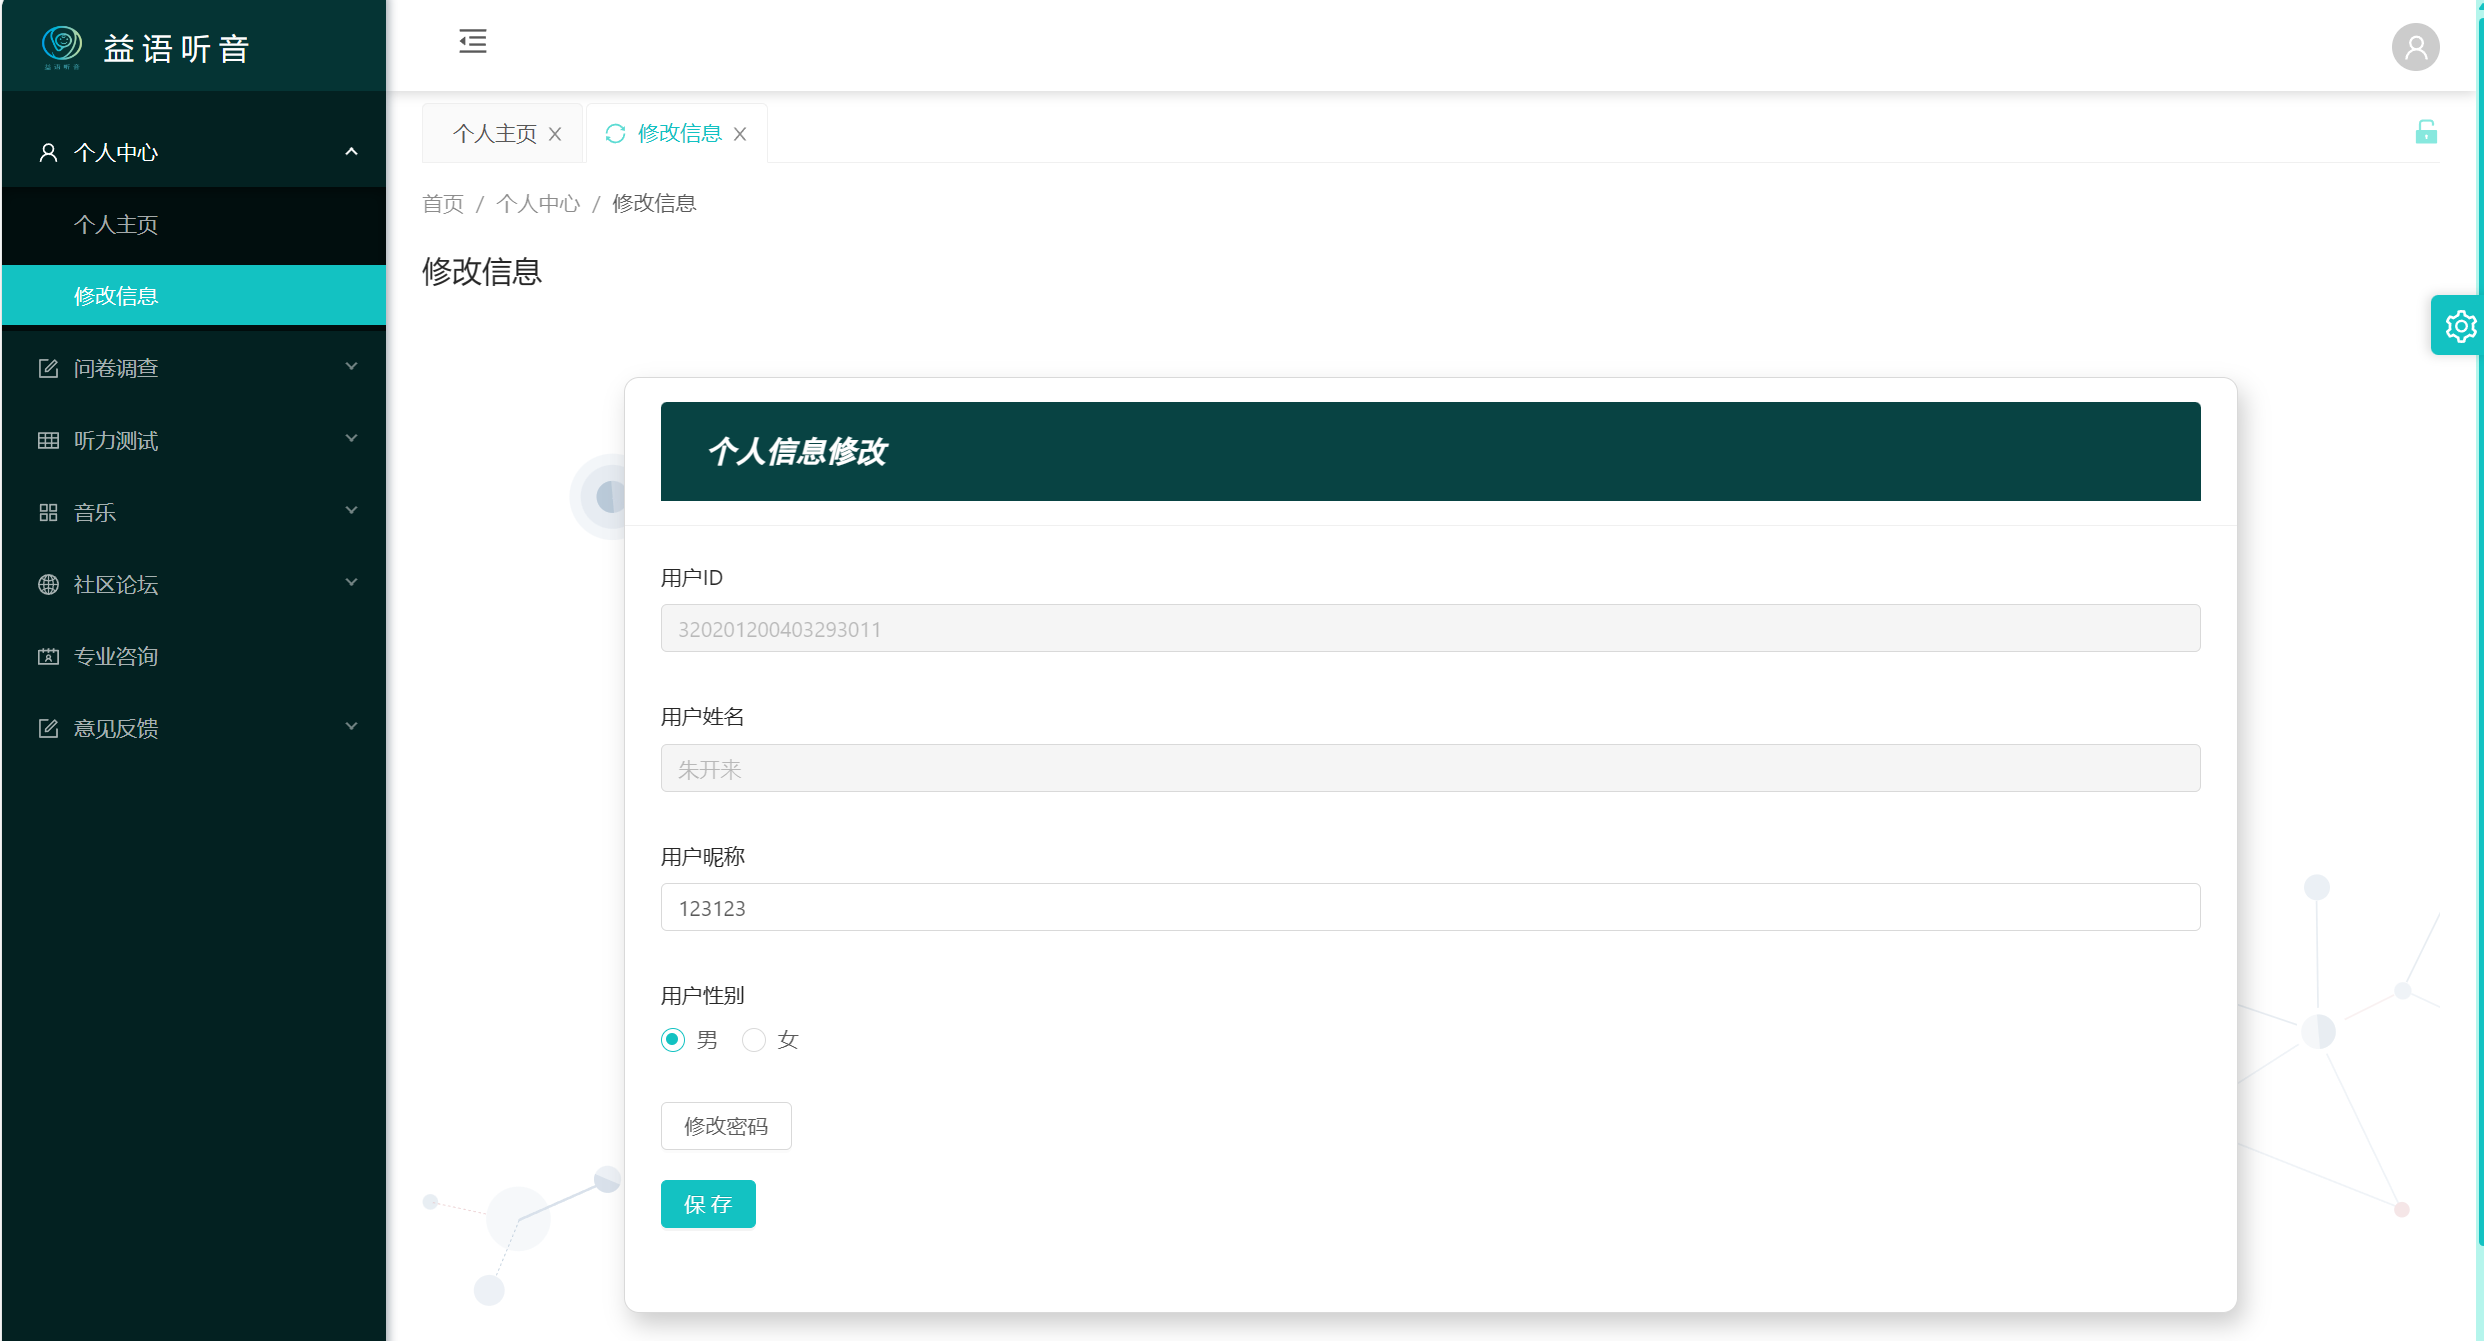 益语听音
益语听音
个人中心
个人主页
修改信息
问卷调查
听力测试
音乐
社区论坛
专业咨询
意见反馈
个人主页
修改信息
首页 / 个人中心 / 修改信息
修改信息
个人信息修改
用户ID
320201200403293011
用户姓名
朱开来
用户昵称
123123
用户性别
男 女
修改密码
保存